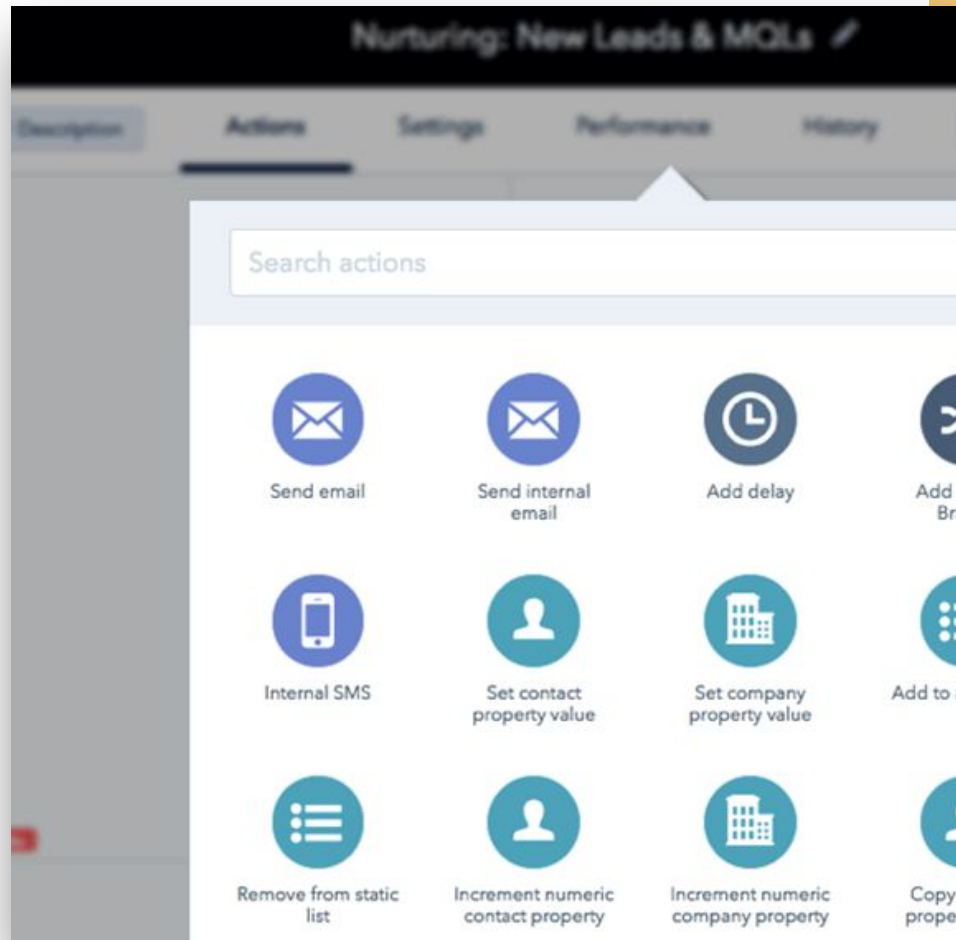 Nurturing: New Leads & MQLs
Description
Actions
Settings
Performance
History
Search actions
Send email
Send internal
email
Add delay
Add
Internal SMS
Set contact
property value
Set company
property value
Add to
Remove from static
list
Increment numeric
contact property
Increment numeric
company property
Copy